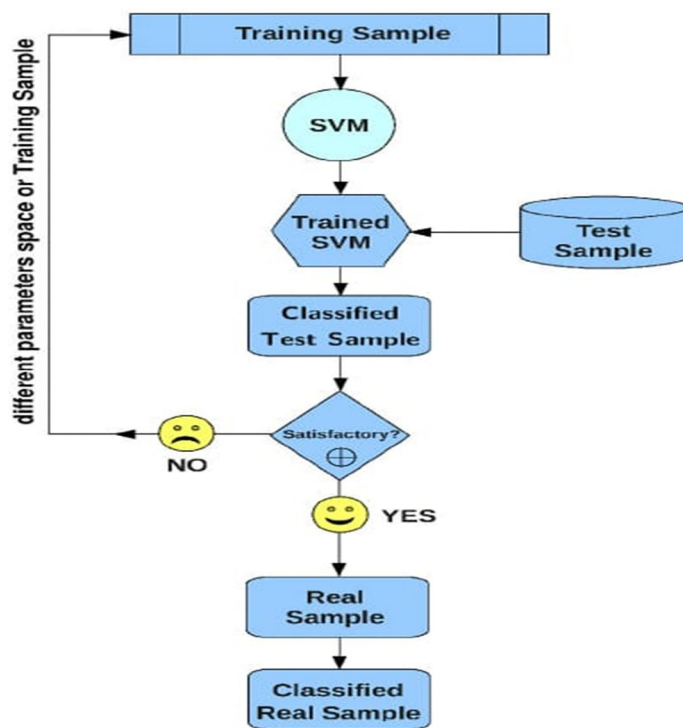 Training Sample
different parameters space or Training Sample
SVM
Trained
SVM
Test
Sample
Classified
Test Sample
Satisfactory?
NO
YES
Real
Sample
Classified
Real Sample